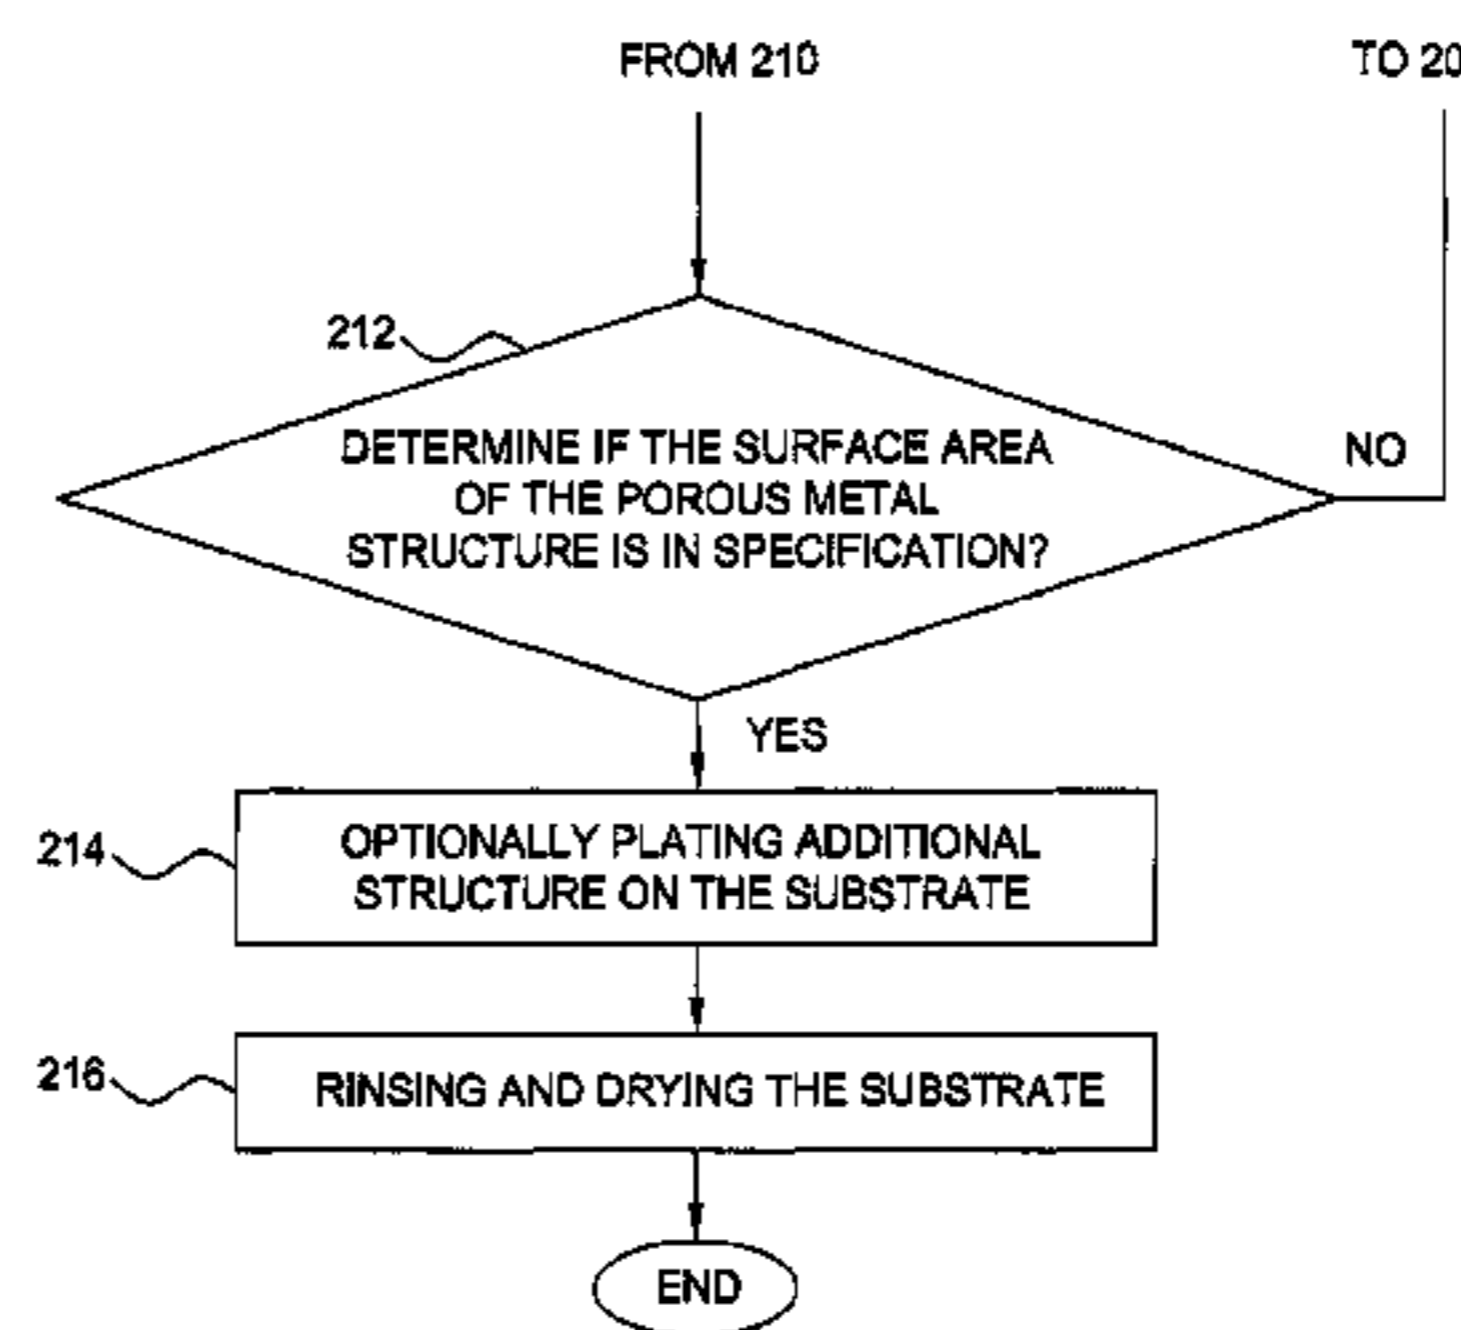 FROM 210
TO 20
212
DETERMINE IF THE SURFACE AREA
OF THE POROUS METAL
STRUCTURE IS IN SPECIFICATION?
NO
YES
214
OPTIONALLY PLATING ADDITIONAL
STRUCTURE ON THE SUBSTRATE
216
RINSING AND DRYING THE SUBSTRATE
END